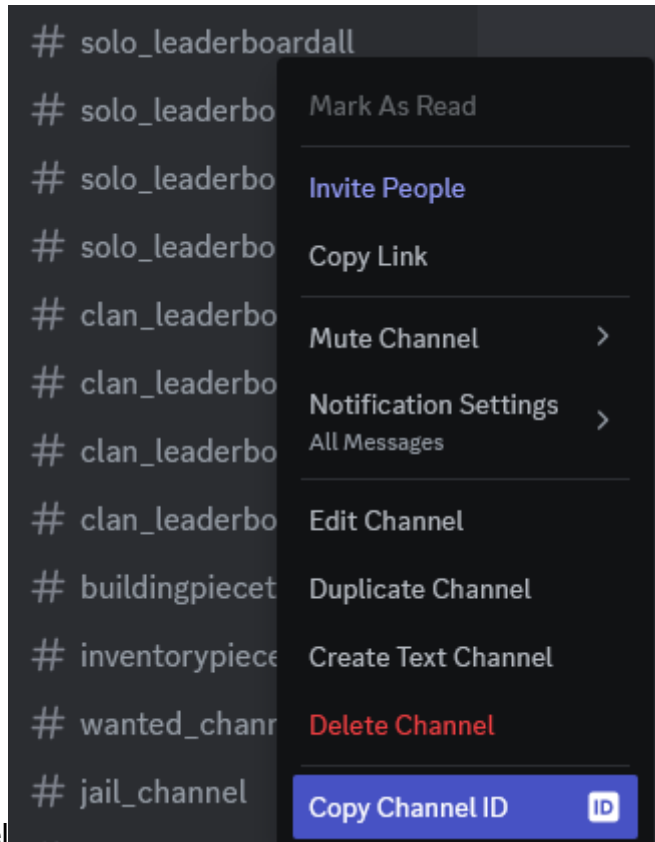 # solo_leaderboardall
# solo_leaderbo
# solo_leaderbo
# solo_leaderbo
# clan_leaderbo
# clan_leaderbo
# clan_leaderbo
# clan_leaderbo
# buildingpiecet
# inventorypiece
# wanted_chann
# jail_channel
Mark As Read
Invite People
Copy Link
Mute Channel
Notification Settings
All Messages
Edit Channel
Duplicate Channel
Create Text Channel
Delete Channel
Copy Channel ID ID